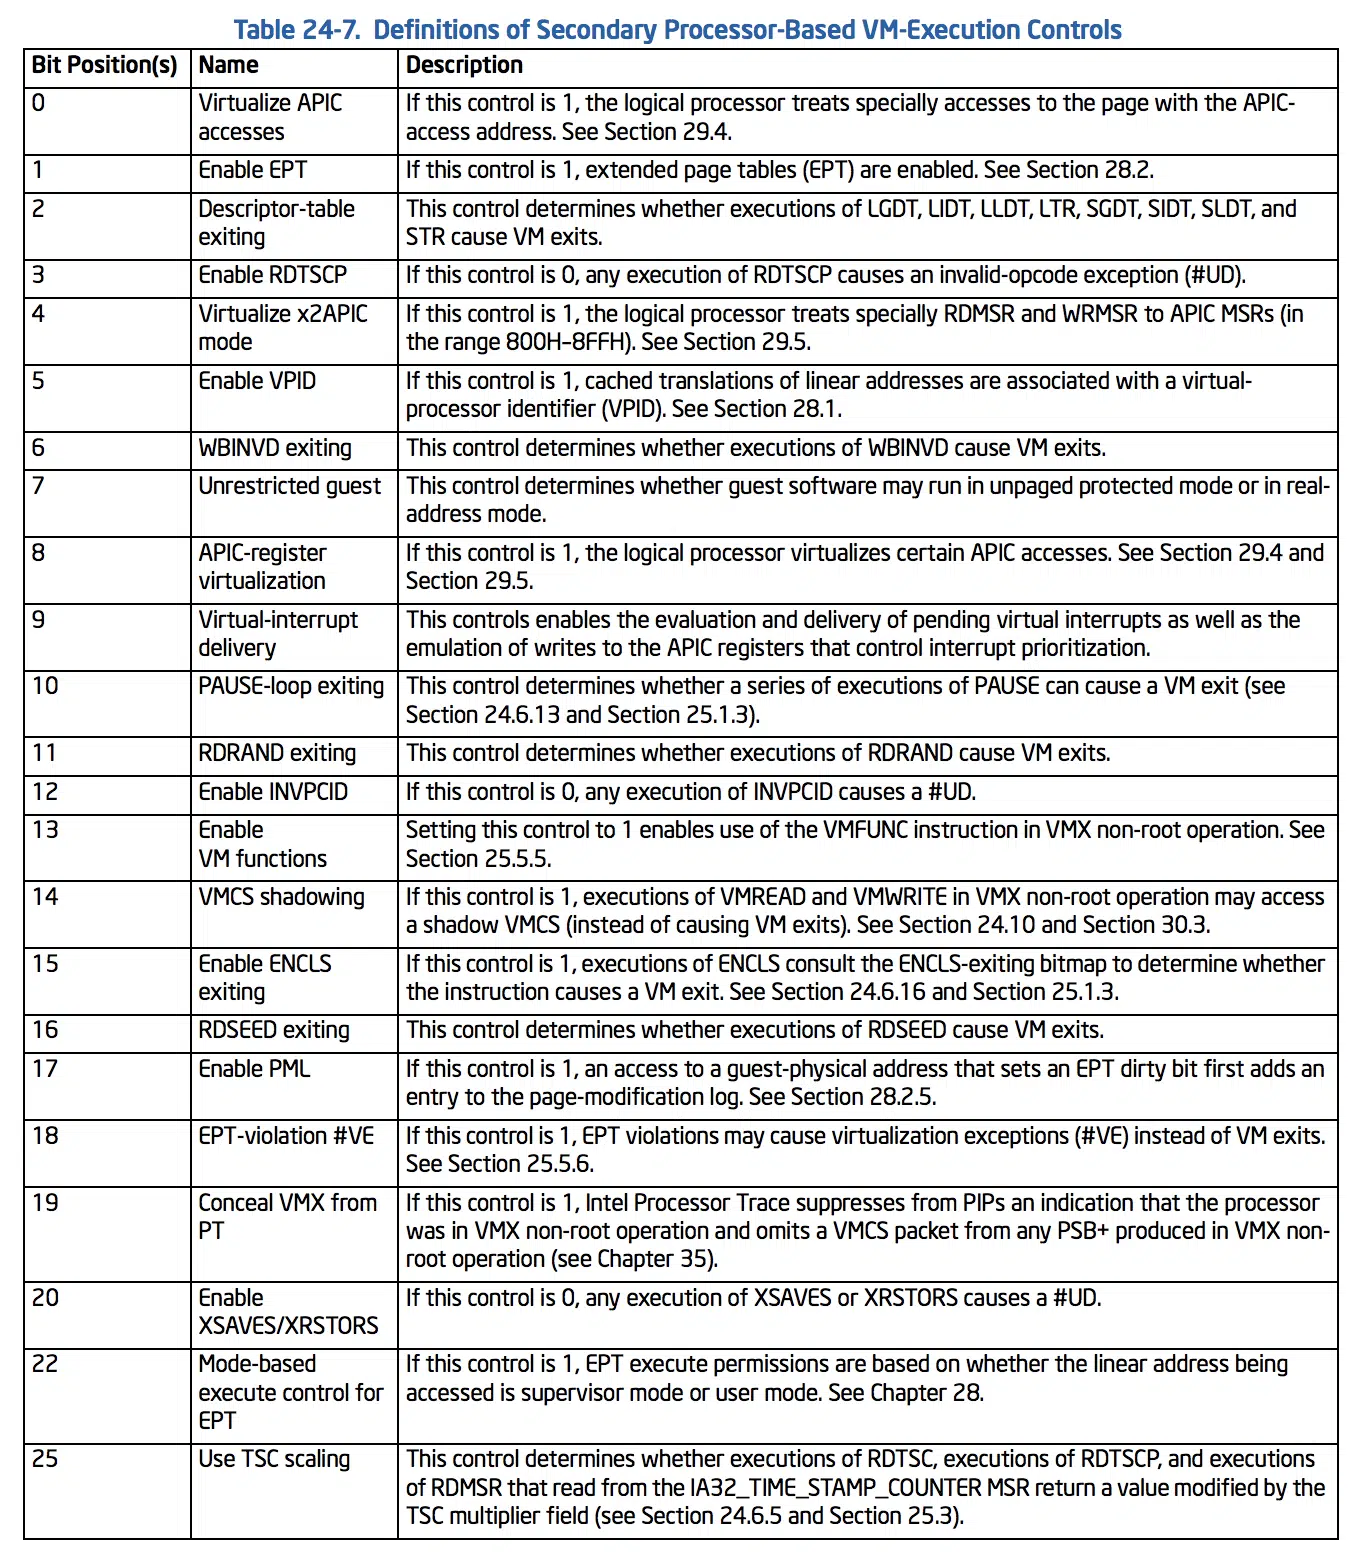 Table 24-7. Definitions of Secondary Processor-Based VM-Execution Controls
Bit Position(s) Name Description
0 Virtualize APIC accesses If this control is 1, the logical processor treats specially accesses to the page with the APIC-
access address. See Section 29.4.
1 Enable EPT If this control is 1, extended page tables (EPT) are enabled. See Section 28.2.
2 Descriptor-table exiting This control determines whether executions of LGDT, LIDT, LLDT, LTR, SGDT, SIDT, SLDT, and
STR cause VM exits.
3 Enable RDTSCP If this control is 0, any execution of RDTSCP causes an invalid-opcode exception (#UD).
4 Virtualize x2APIC mode If this control is 1, the logical processor treats specially RDMSR and WRMSR to APIC MSRs (in
the range 800H–8FFH). See Section 29.5.
5 Enable VPID If this control is 1, cached translations of linear addresses are associated with a virtual-
processor identifier (VPID). See Section 28.1.
6 WBINVD exiting This control determines whether executions of WBINVD cause VM exits.
7 Unrestricted guest This control determines whether guest software may run in unpaged protected mode or in real-
address mode.
8 APIC-register virtualization If this control is 1, the logical processor virtualizes certain APIC accesses. See Section 29.4 and
Section 29.5.
9 Virtual-interrupt delivery This controls enables the evaluation and delivery of pending virtual interrupts as well as the
emulation of writes to the APIC registers that control interrupt prioritization.
10 PAUSE-loop exiting This control determines whether a series of executions of PAUSE can cause a VM exit (see
Section 24.6.13 and Section 25.1.3).
11 RDRAND exiting This control determines whether executions of RDRAND cause VM exits.
12 Enable INVPCID If this control is 0, any execution of INVPCID causes a #UD.
13 Enable VM functions Setting this control to 1 enables use of the VMFUNC instruction in VMX non-root operation. See
Section 25.5.5.
14 VMCS shadowing If this control is 1, executions of VMREAD and VMWRITE in VMX non-root operation may access
a shadow VMCS (instead of causing VM exits). See Section 24.10 and Section 30.3.
15 Enable ENCLS exiting If this control is 1, executions of ENCLS consult the ENCLS-exiting bitmap to determine whether
the instruction causes a VM exit. See Section 24.6.16 and Section 25.1.3.
16 RDSEED exiting This control determines whether executions of RDSEED cause VM exits.
17 Enable PML If this control is 1, an access to a guest-physical address that sets an EPT dirty bit first adds an
entry to the page-modification log. See Section 28.2.5.
18 EPT-violation #VE If this control is 1, EPT violations may cause virtualization exceptions (#VE) instead of VM exits.
See Section 25.5.6.
19 Conceal VMX from PT If this control is 1, Intel Processor Trace suppresses from PIPs an indication that the processor
was in VMX non-root operation and omits a VMCS packet from any PSB+ produced in VMX non-
root operation (see Chapter 35).
20 Enable XSAVES/XRSTORS If this control is 0, any execution of XSAVES or XRSTORS causes a #UD.
22 Mode-based execute control for EPT If this control is 1, EPT execute permissions are based on whether the linear address being
accessed is supervisor mode or user mode. See Chapter 28.
25 Use TSC scaling This control determines whether executions of RDTSC, executions of RDTSCP, and executions
of RDMSR that read from the IA32_TIME_STAMP_COUNTER MSR return a value modified by the
TSC multiplier field (see Section 24.6.5 and Section 25.3).